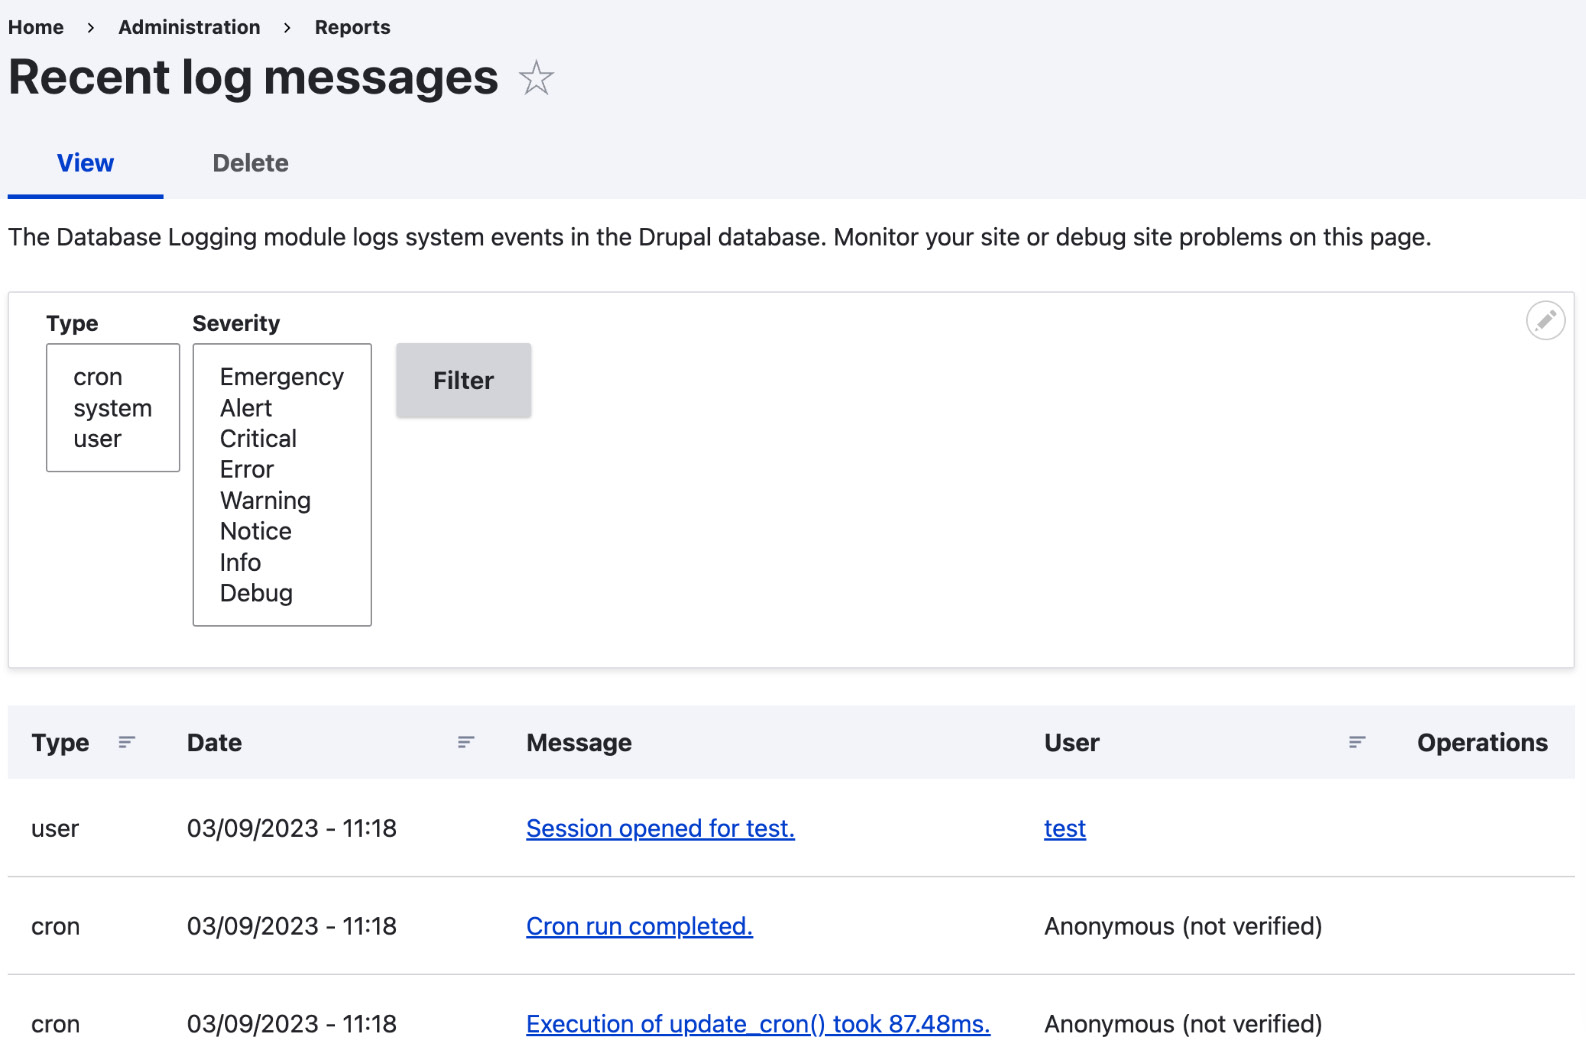 Home > Administration > Reports
Recent log messages
View Delete
The Database Logging module logs system events in the Drupal database. Monitor your site or debug site problems on this page.
Type Severity
cron
system
user
Emergency
Alert
Critical
Error
Warning
Notice
Info
Debug
Filter
Type Date Message User Operations
user 03/09/2023 - 11:18 Session opened for test. test
cron 03/09/2023 - 11:18 Cron run completed. Anonymous (not verified)
cron 03/09/2023 - 11:18 Execution of update_cron() took 87.48ms. Anonymous (not verified)